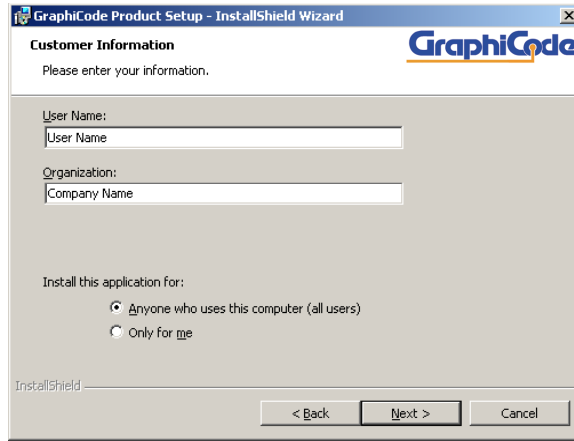 GraphiCode Product Setup - InstallShield Wizard
Customer Information
GraphiCode
Please enter your information.
User Name:
User Name
Organization:
Company Name
Install this application for:
Anyone who uses this computer (all users)
Only for me
InstallShield
< Back
Next >
Cancel